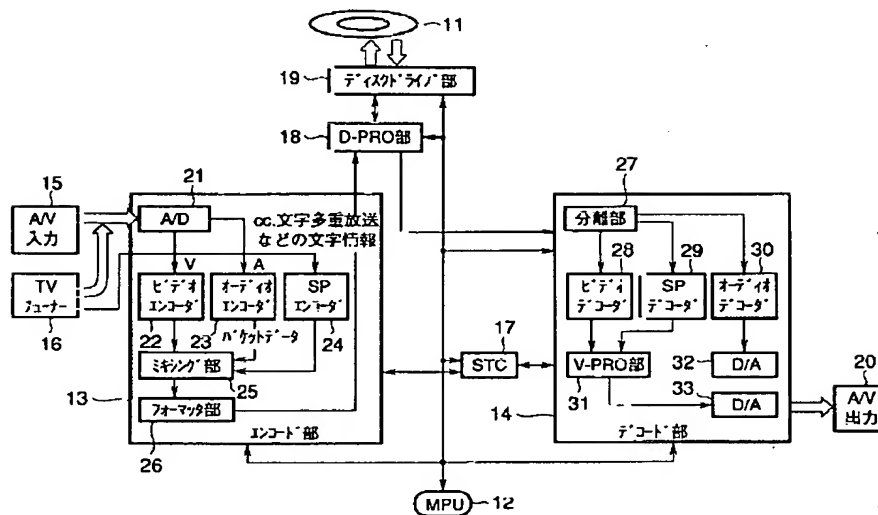 11
19
ディスクドライブ部
18
D-PRO部
15
A/V
入力
21
A/D
cc.文字多重放送
などの文字情報
27
分離部
TV
チューナー
16
V
A
ビデオ
エンコーダ
オーディオ
エンコーダ
SP
エンコーダ
22
23
パケットデータ
24
28
29
30
ビディ
デコーダ
SP
デコーダ
オーディオ
デコーダ
17
STC
ミキシング部
25
13
フォーマッタ部
26
エンコード部
V-PRO部
31
32
D/A
33
D/A
14
デコード部
20
A/V
出力
MPU
12